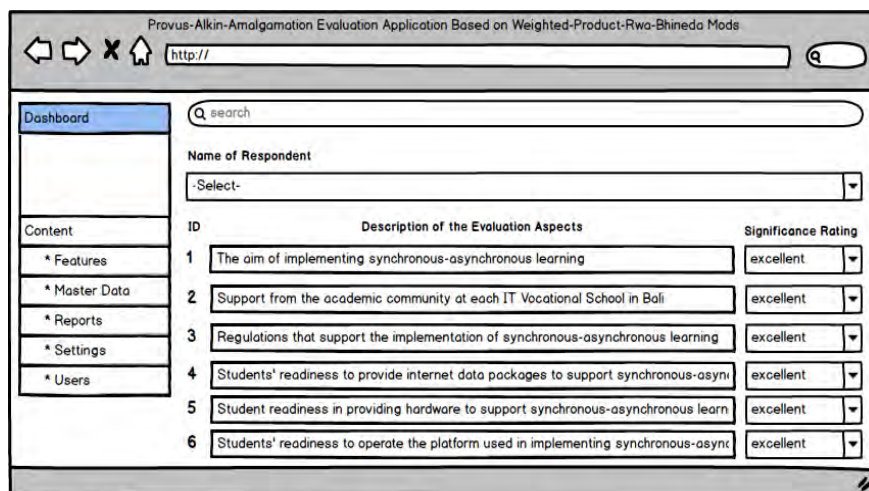 Provus-Alkin-Amalgamation Evaluation Application Based on Weighted-Product-Rwa-Bhineda Mods
http://
Dashboard
search
Name of Respondent
-Select-
Content
* Features
* Master Data
* Reports
* Settings
* Users
ID Description of the Evaluation Aspects Significance Rating
1 The aim of implementing synchronous-asynchronous learning excellent
2 Support from the academic community at each IT Vocational School in Bali excellent
3 Regulations that support the implementation of synchronous-asynchronous learning excellent
4 Students' readiness to provide internet data packages to support synchronous-async excellent
5 Student readiness in providing hardware to support synchronous-asynchronous learn excellent
6 Students' readiness to operate the platform used in implementing synchronous-async excellent